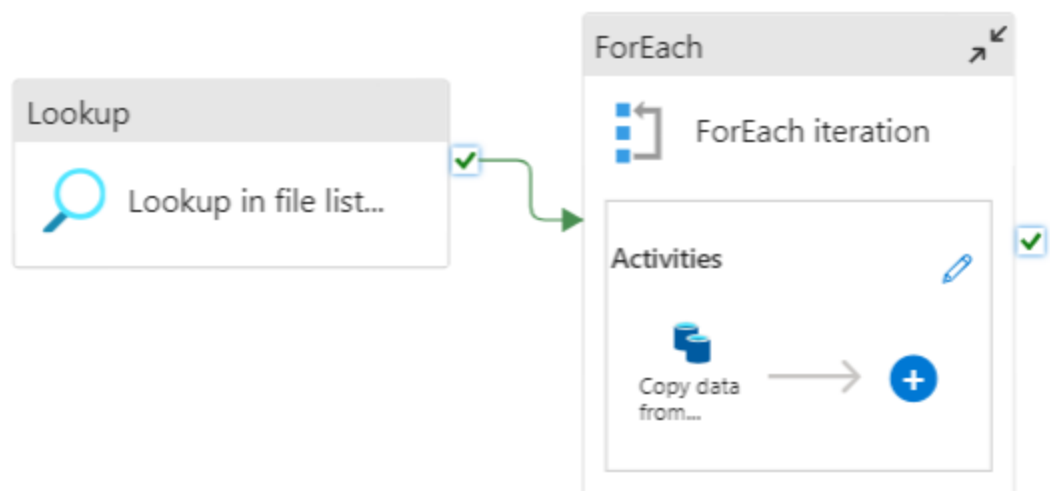 Lookup
Lookup in file list...
ForEach
ForEach iteration
Activities
Copy data
from...